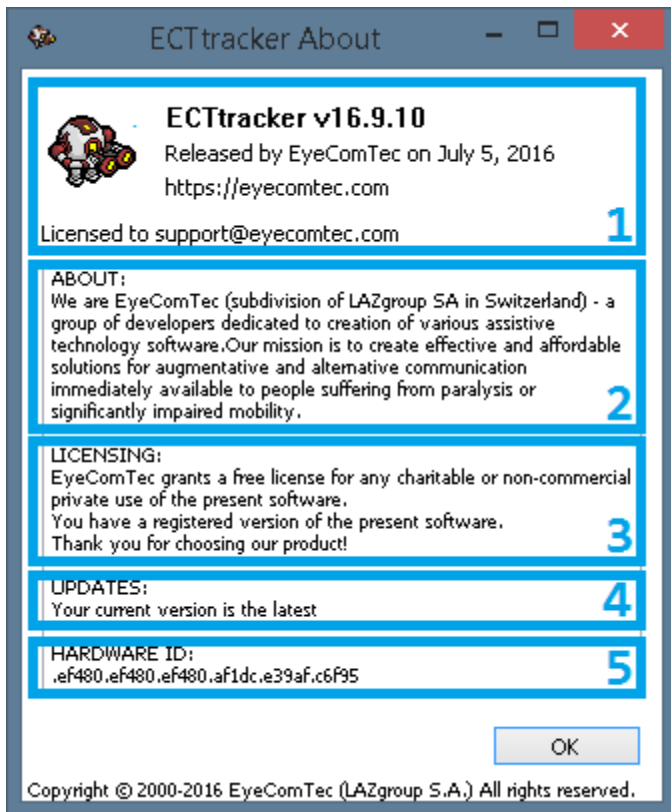 ECTtracker About
ECTtracker v16.9.10
Released by EyeComTec on July 5, 2016
https://eyecomtec.com
Licensed to support@eyecomtec.com
1
ABOUT:
We are EyeComTec (subdivision of LAZgroup SA in Switzerland) - a
group of developers dedicated to creation of various assistive
technology software.Our mission is to create effective and affordable
solutions for augmentative and alternative communication
immediately available to people suffering from paralysis or
significantly impaired mobility.
2
LICENSING:
EyeComTec grants a free license for any charitable or non-commercial
private use of the present software.
You have a registered version of the present software.
Thank you for choosing our product!
3
UPDATES:
Your current version is the latest
4
HARDWARE ID:
.ef480.ef480.ef480.af1dc.e39af.c6f95
5
OK
Copyright © 2000-2016 EyeComTec (LAZgroup S.A.) All rights reserved.